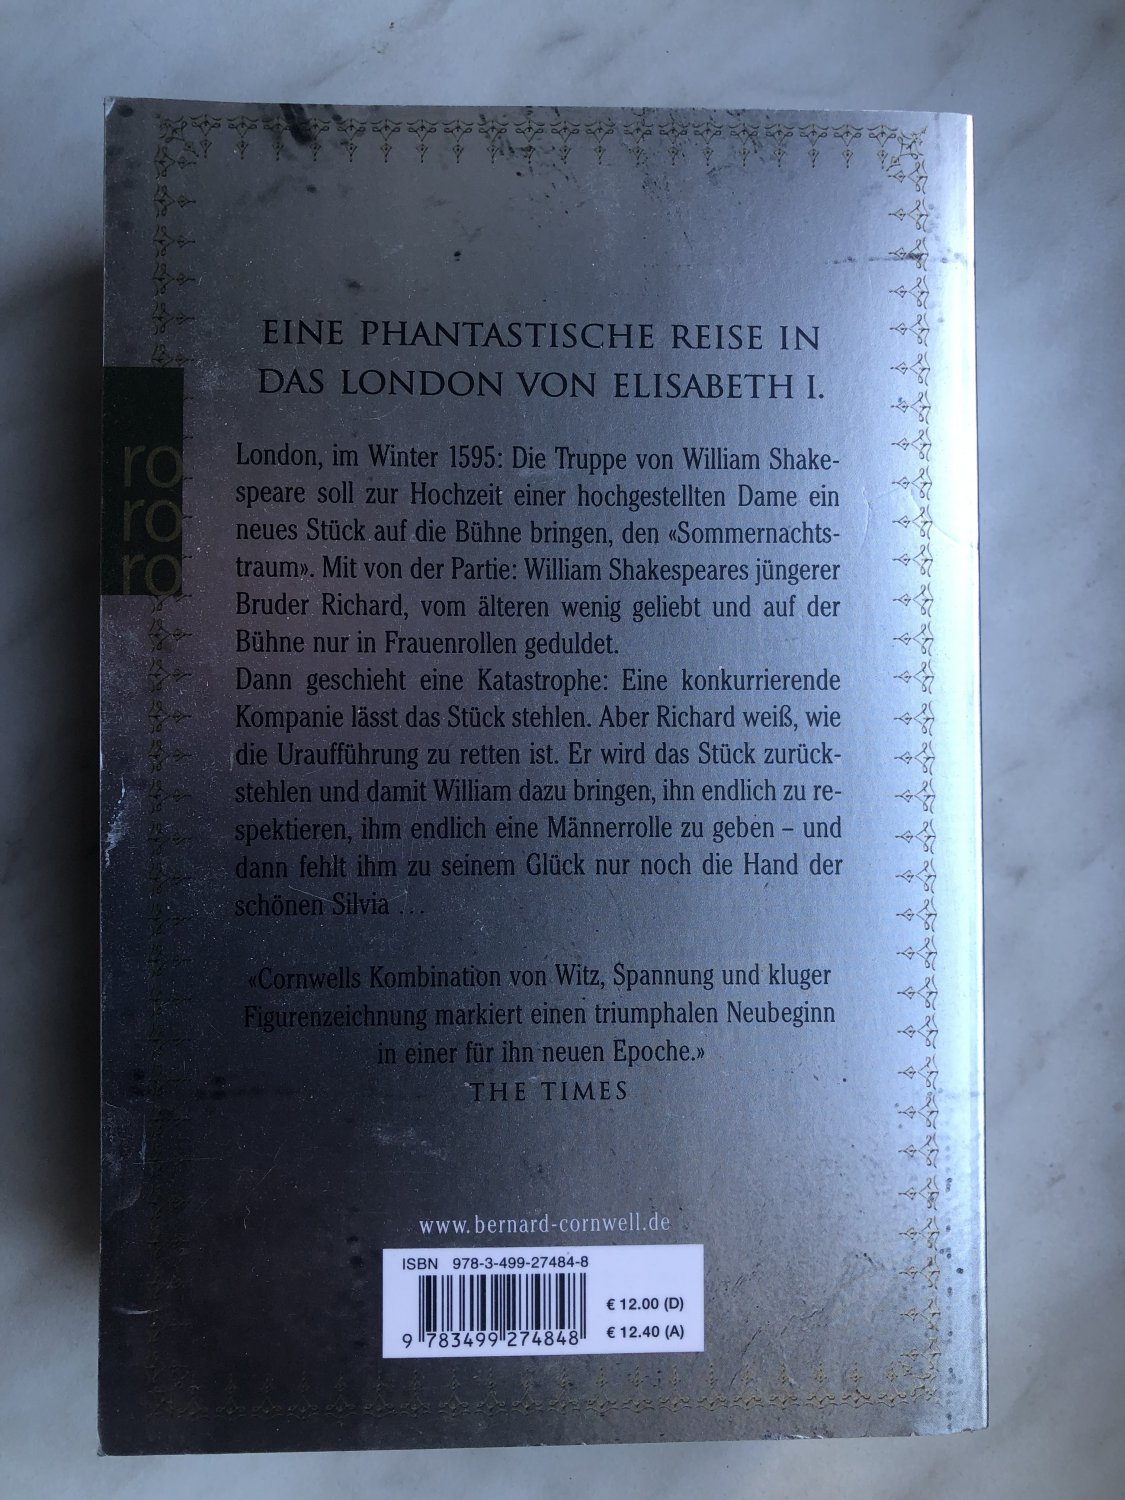 EINE PHANTASTISCHE REISE IN
DAS LONDON VON ELISABETH I.
ro
ro
ro
London, im Winter 1595: Die Truppe von William Shake-
speare soll zur Hochzeit einer hochgestellten Dame ein
neues Stück auf die Bühne bringen, den «Sommernachts-
traum». Mit von der Partie: William Shakespeares jüngerer
Bruder Richard, vom älteren wenig geliebt und auf der
Bühne nur in Frauenrollen geduldet.
Dann geschieht eine Katastrophe: Eine konkurrierende
Kompanie lässt das Stück stehlen. Aber Richard weiß, wie
die Uraufführung zu retten ist. Er wird das Stück zurück-
stehlen und damit William dazu bringen, ihn endlich zu re-
spektieren, ihm endlich eine Männerrolle zu geben – und
dann fehlt ihm zu seinem Glück nur noch die Hand der
schönen Silvia ...
«Cornwells Kombination von Witz, Spannung und kluger
Figurenzeichnung markiert einen triumphalen Neubeginn
in einer für ihn neuen Epoche.»
THE TIMES
www.bernard-cornwell.de
ISBN 978-3-499-27484-8
€ 12.00 (D)
€ 12.40 (A)
9 783499 274848